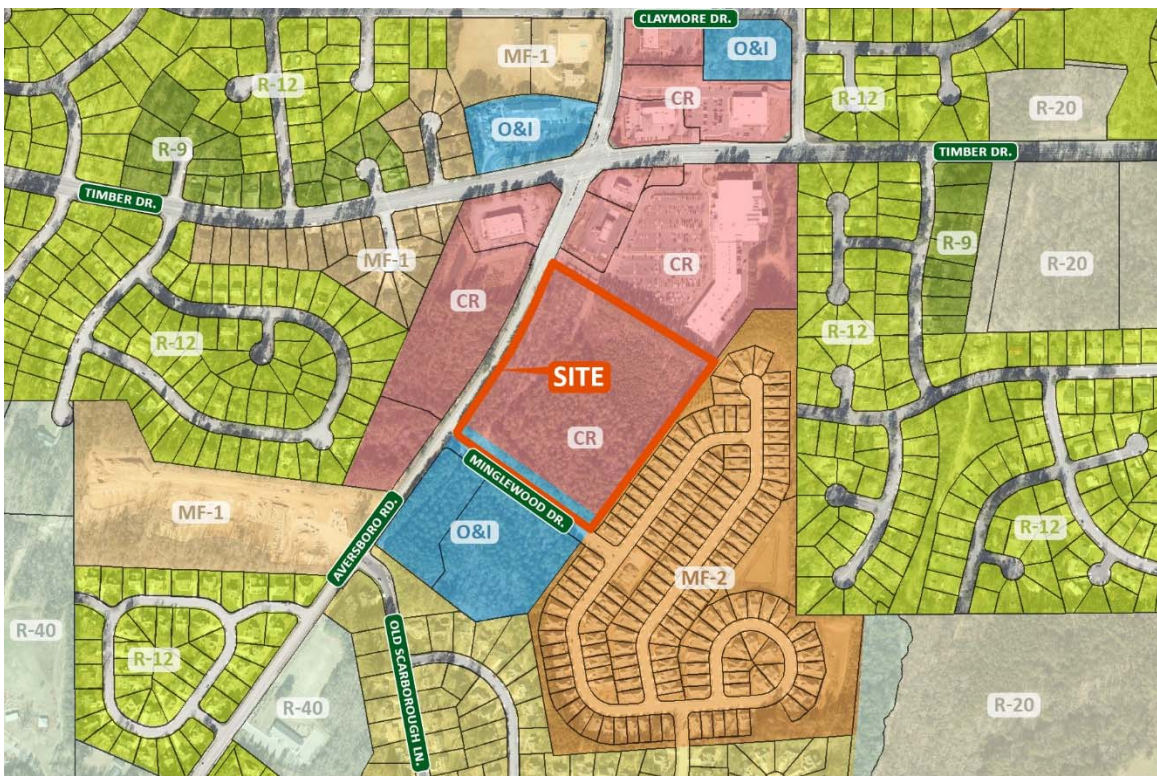 CLAYMORE DR.
MF-1
O&I
R-12
CR
R-12
R-20
O&I
R-9
TIMBER DR.
TIMBER DR.
R-9
MF-1
CR
R-20
CR
R-12
R-12
SITE
CR
MINGLEWOOD DR.
MF-1
AVERSBORO RD.
O&I
R-12
MF-2
R-40
OLD SCARBOROUGH LN.
R-12
R-40
R-20